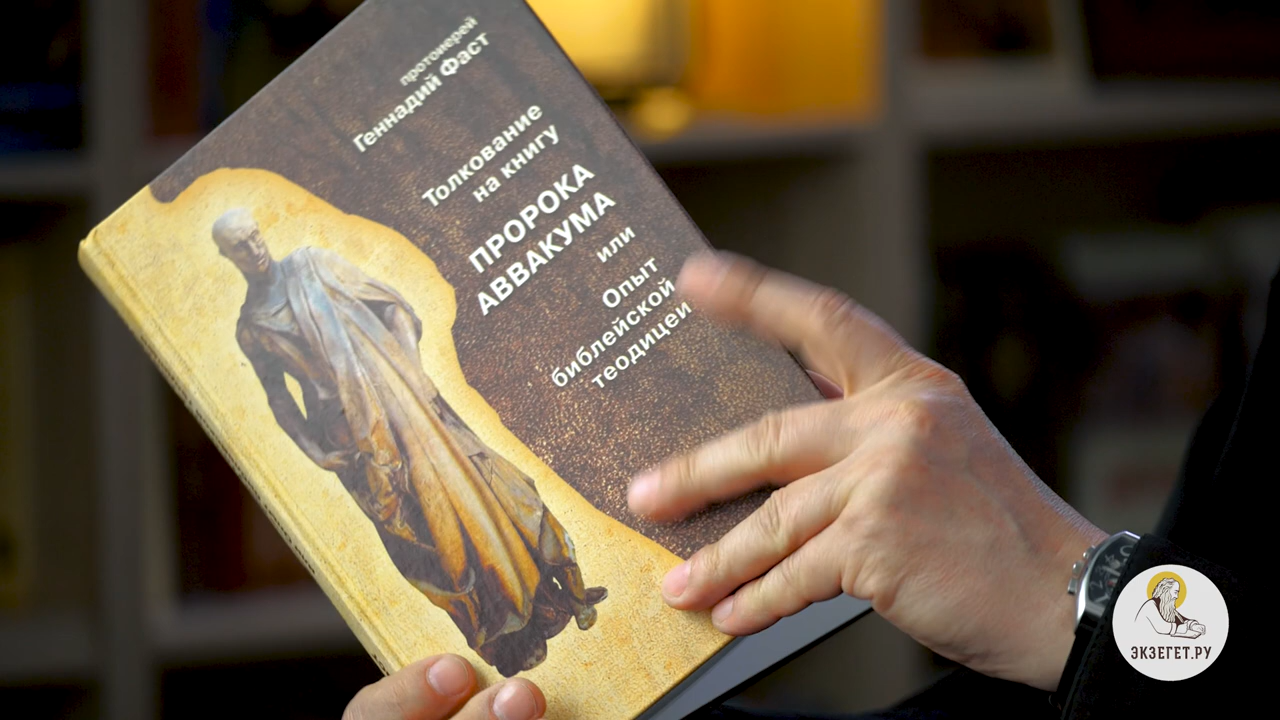 протоиерей
Геннадий Фаст
Толкование
на книгу
ПРОРОКА
АВВАКУМА
или
Опыт
библейской
теодицеи
ЭКЗЕГЕТ.РУ